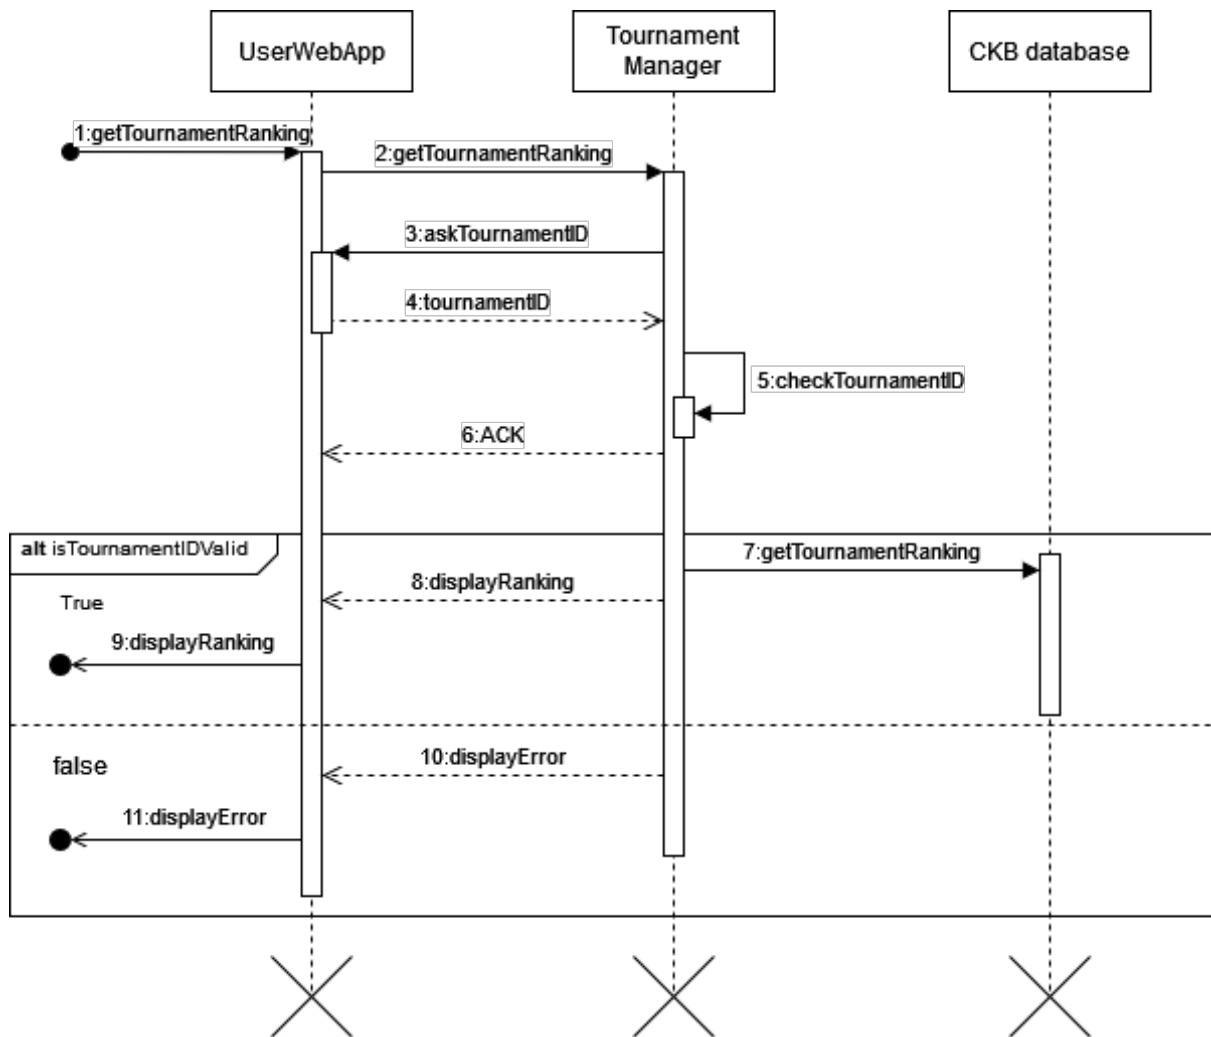 UserWebApp
Tournament
Manager
CKB database
1:getTournamentRanking
2:getTournamentRanking
3:askTournamentID
4:tournamentID
5:checkTournamentID
6:ACK
alt isTournamentIDValid
7:getTournamentRanking
8:displayRanking
True
9:displayRanking
10:displayError
false
11:displayError